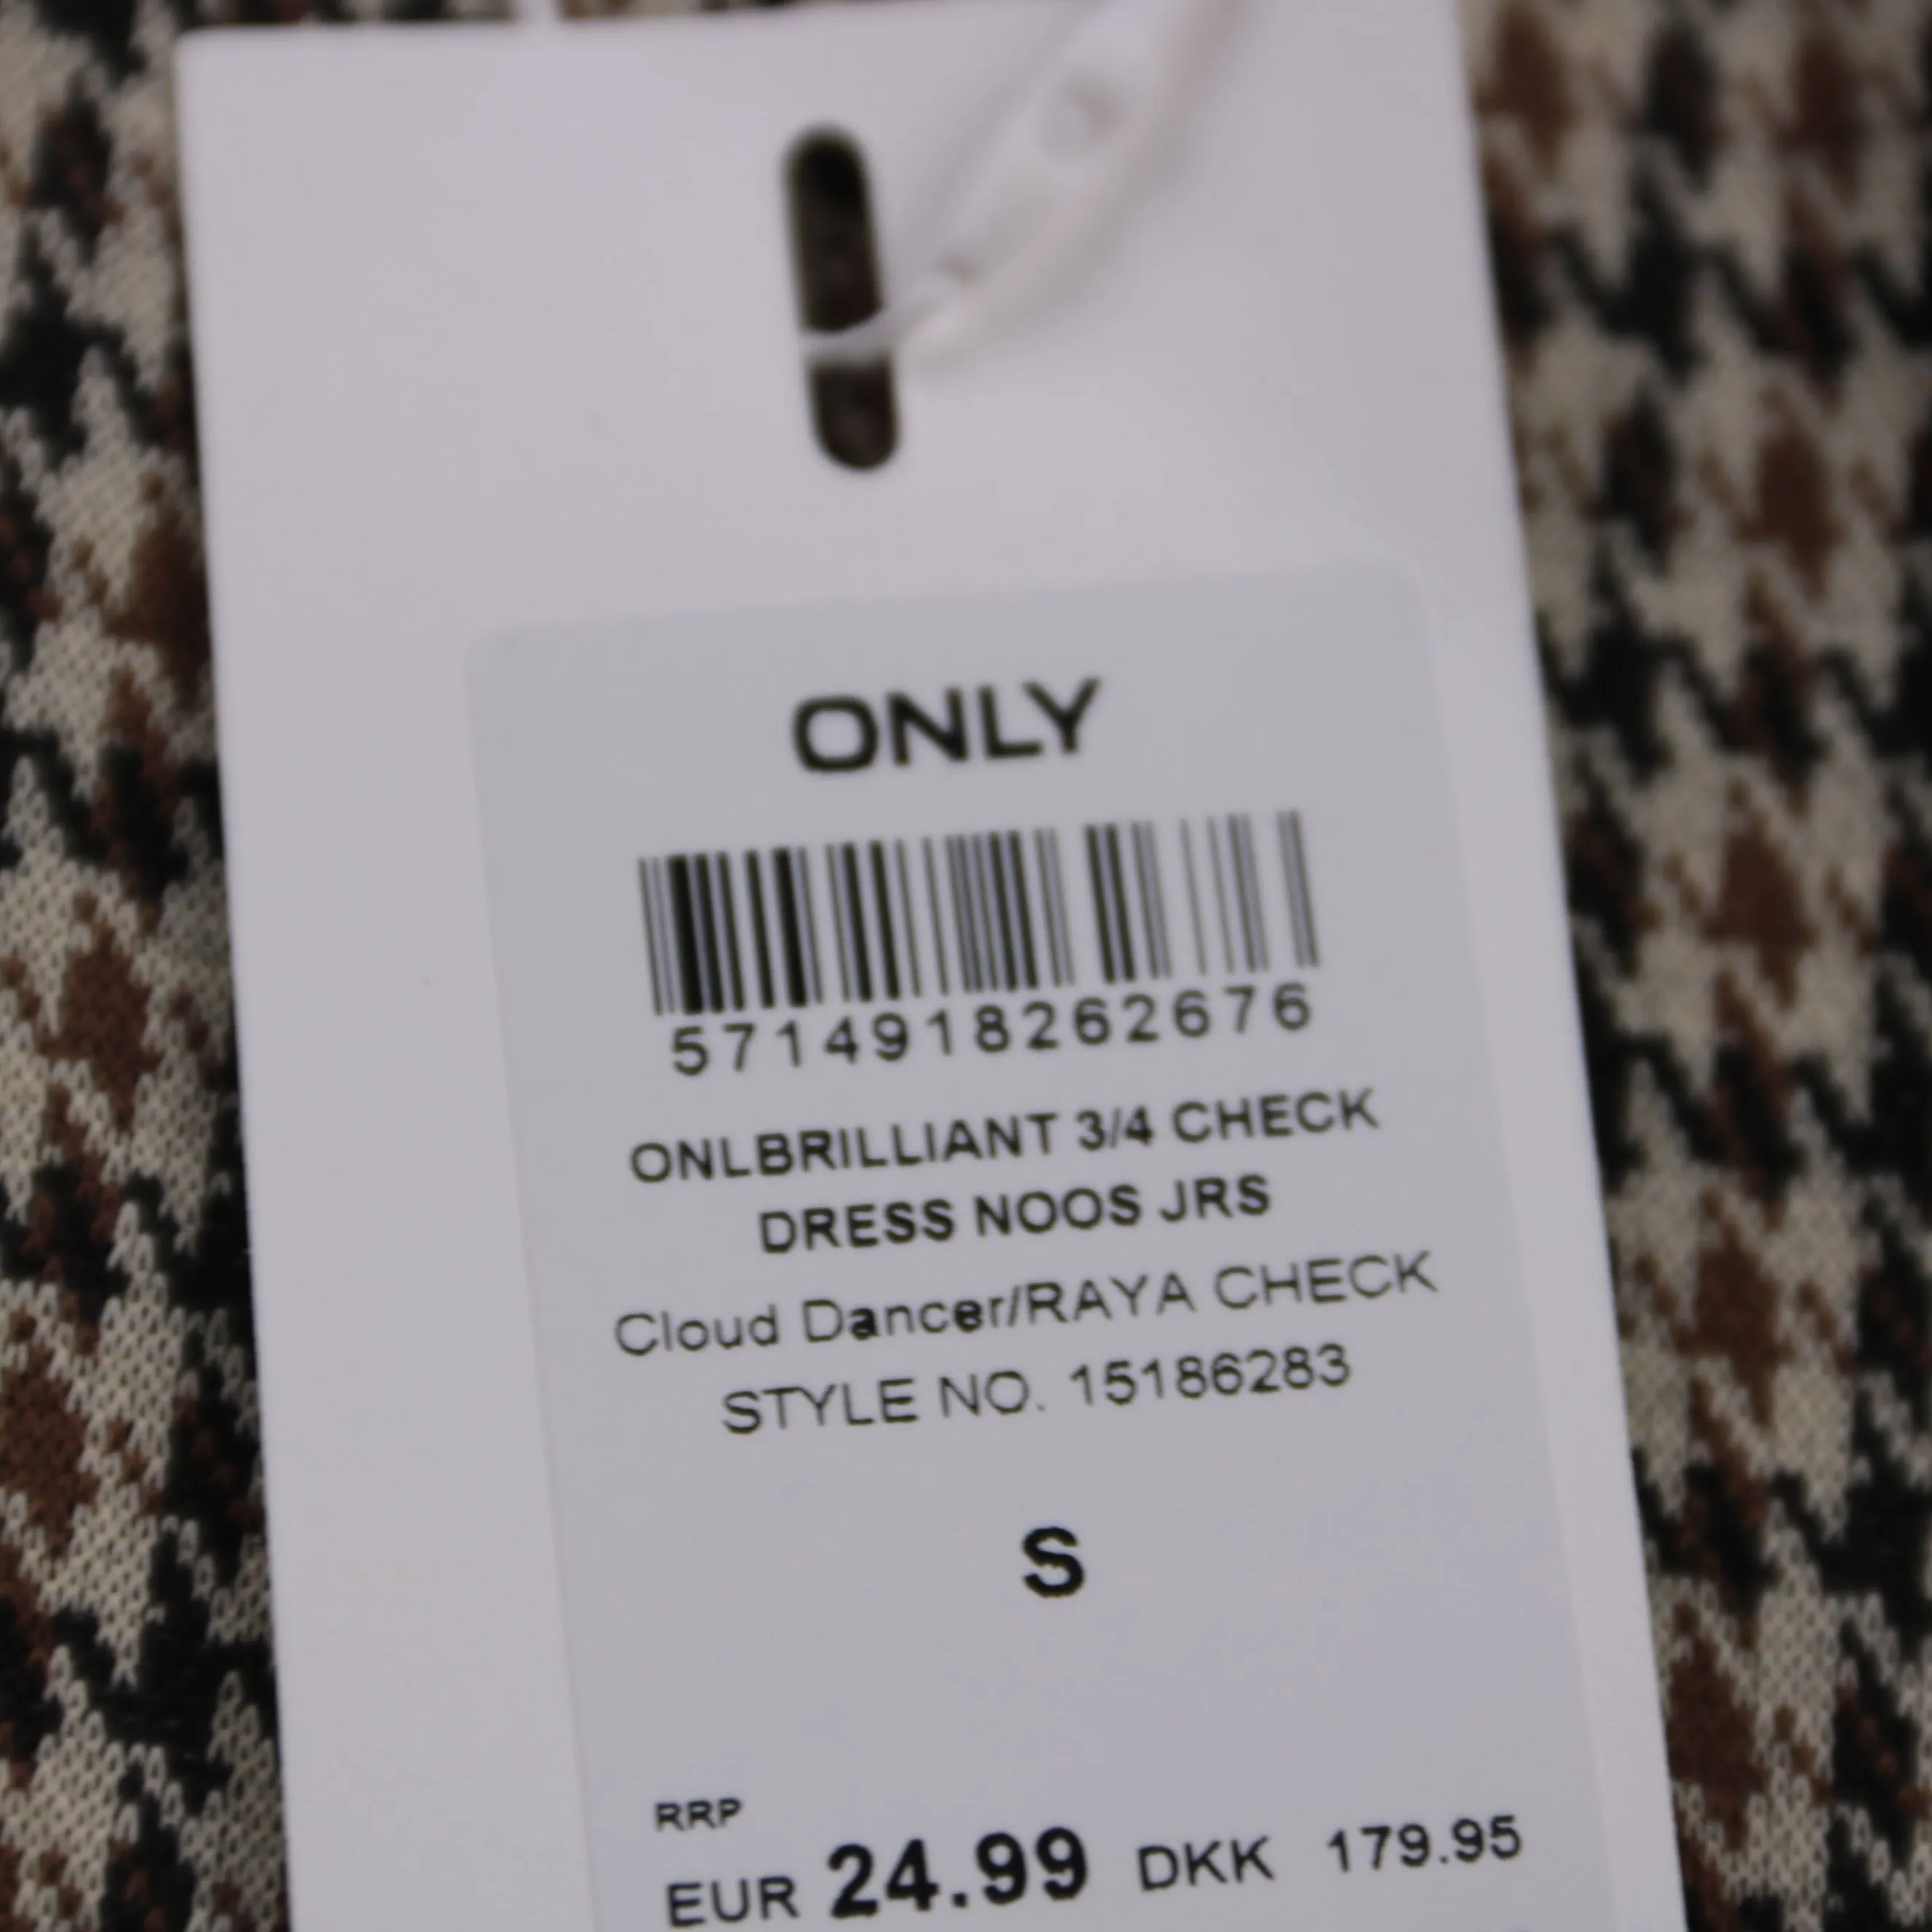 ONLY
5714918262676
ONLBRILLIANT 3/4 CHECK
DRESS NOOS JRS
Cloud Dancer/RAYA CHECK
STYLE NO. 15186283
S
RRP
EUR 24.99 DKK 179.95